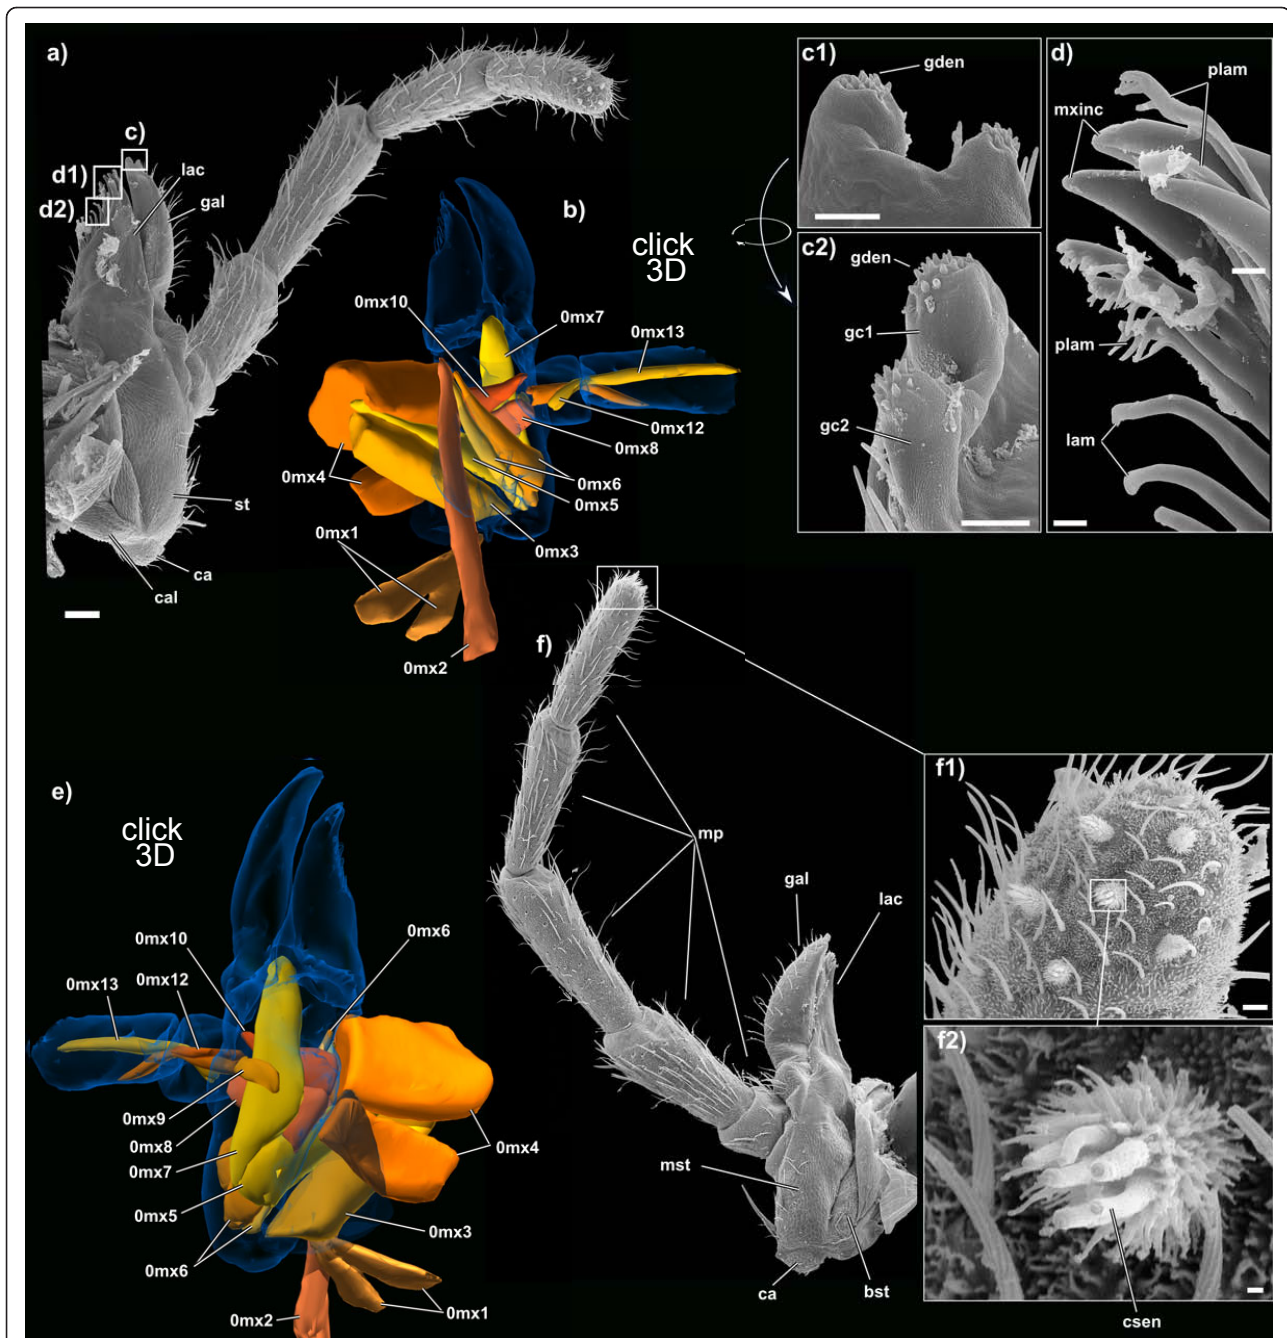 a)
c)
d1)
d2)
lac
gal
st
ca
cal
b)
click
3D
0mx10
0mx7
0mx13
0mx12
0mx8
0mx4
0mx6
0mx5
0mx1
0mx3
0mx2
c1)
gden
c2)
gden
gc1
gc2
d)
plam
mxinc
plam
lam
e)
click
3D
0mx10
0mx6
0mx13
0mx12
0mx9
0mx8
0mx4
0mx7
0mx5
0mx3
0mx6
0mx1
0mx2
f)
mp
gal
lac
mst
ca
bst
f1)
f2)
csen